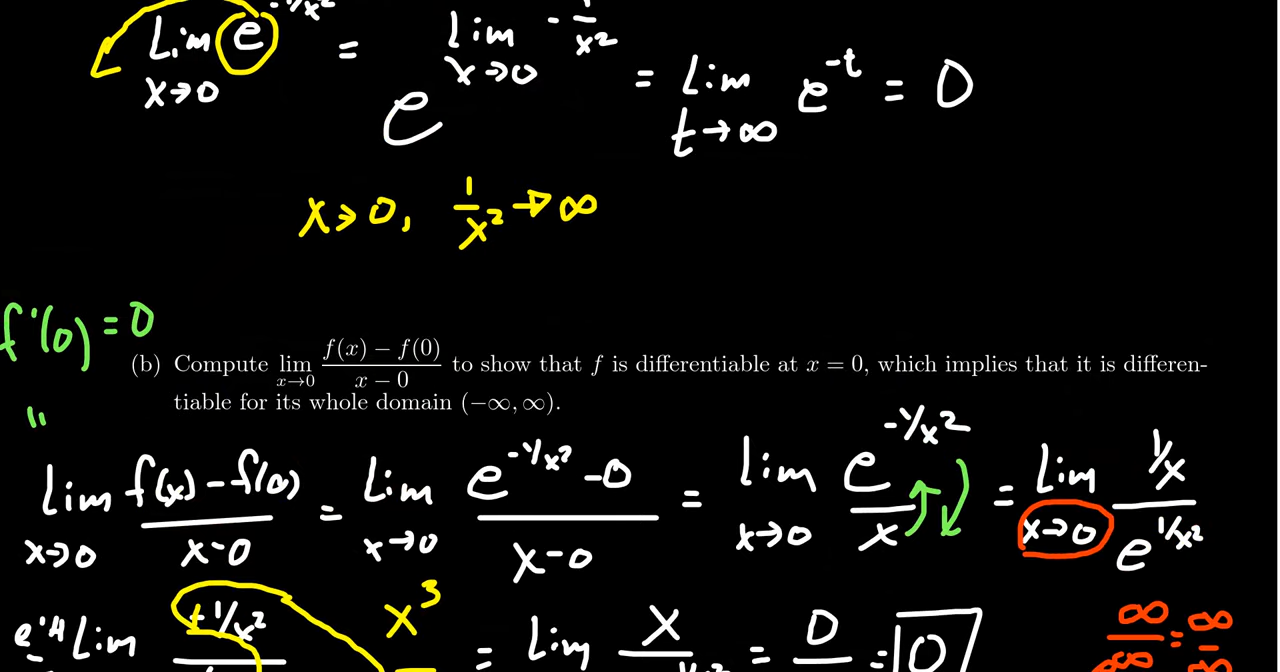 lim x→0 e^{-1/x²} = e^{lim x→0 -1/x²} = lim t→∞ e^{-t} = 0
x→0, 1/x² → ∞
f'(0) = 0
(b) Compute lim x→0 (f(x) − f(0))/(x − 0) to show that f is differentiable at x = 0, which implies that it is differen-
tiable for its whole domain (−∞, ∞).
"
lim x→0 (f(x) - f(0))/(x-0) = lim x→0 (e^{-1/x²} - 0)/(x-0) = lim x→0 e^{-1/x²}/x = lim x→0 (1/x)/e^{1/x²}
x³
∞/∞ = ∞/∞
L'H lim +1/x² = lim x = 0 = 0